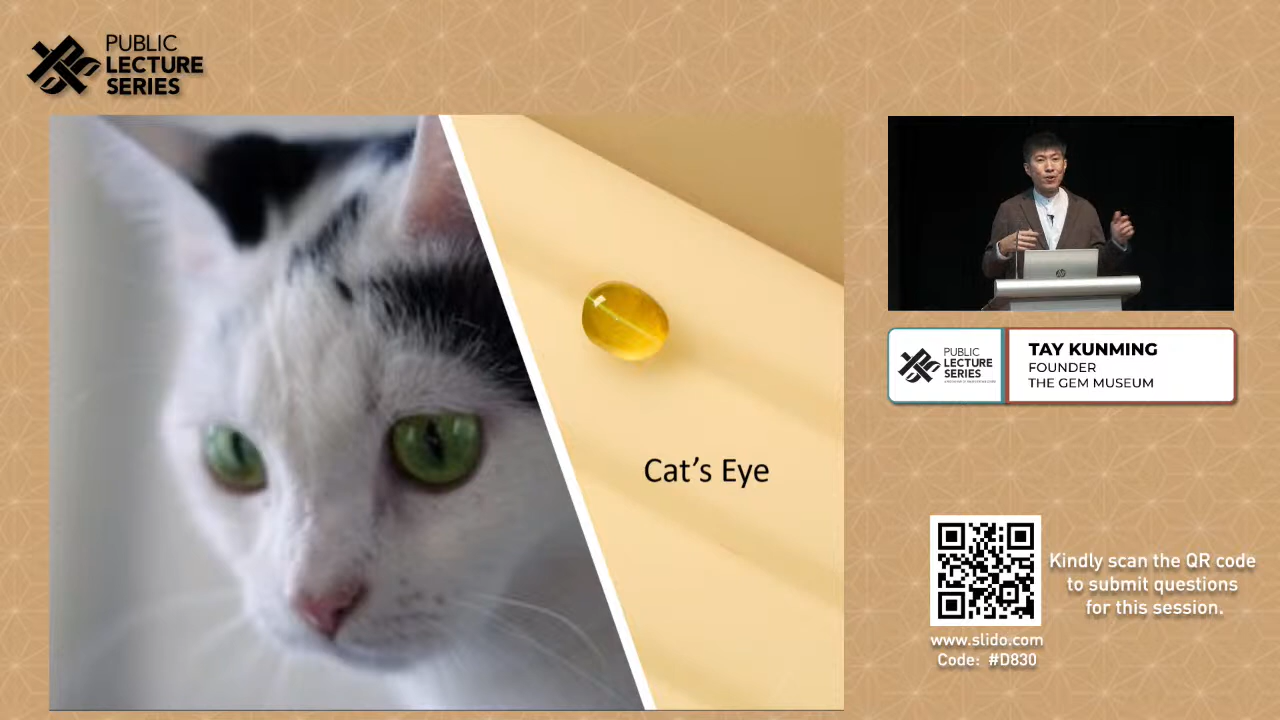 PUBLIC
LECTURE
SERIES
Cat's Eye
PUBLIC
LECTURE
SERIES
TAY KUNMING
FOUNDER
THE GEM MUSEUM
Kindly scan the QR code
to submit questions
for this session.
www.slido.com
Code: #D830